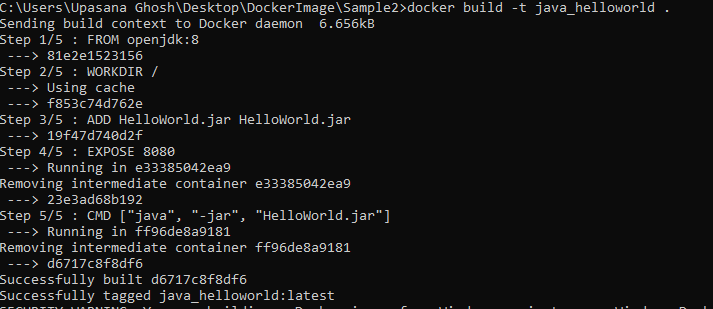 C:\Users\Upasana Ghosh\Desktop\DockerImage\Sample2>docker build -t java_helloworld .
Sending build context to Docker daemon  6.656kB
Step 1/5 : FROM openjdk:8
 ---> 81e2e1523156
Step 2/5 : WORKDIR /
 ---> Using cache
 ---> f853c74d762e
Step 3/5 : ADD HelloWorld.jar HelloWorld.jar
 ---> 19f47d740d2f
Step 4/5 : EXPOSE 8080
 ---> Running in e33385042ea9
Removing intermediate container e33385042ea9
 ---> 23e3ad68b192
Step 5/5 : CMD ["java", "-jar", "HelloWorld.jar"]
 ---> Running in ff96de8a9181
Removing intermediate container ff96de8a9181
 ---> d6717c8f8df6
Successfully built d6717c8f8df6
Successfully tagged java_helloworld:latest